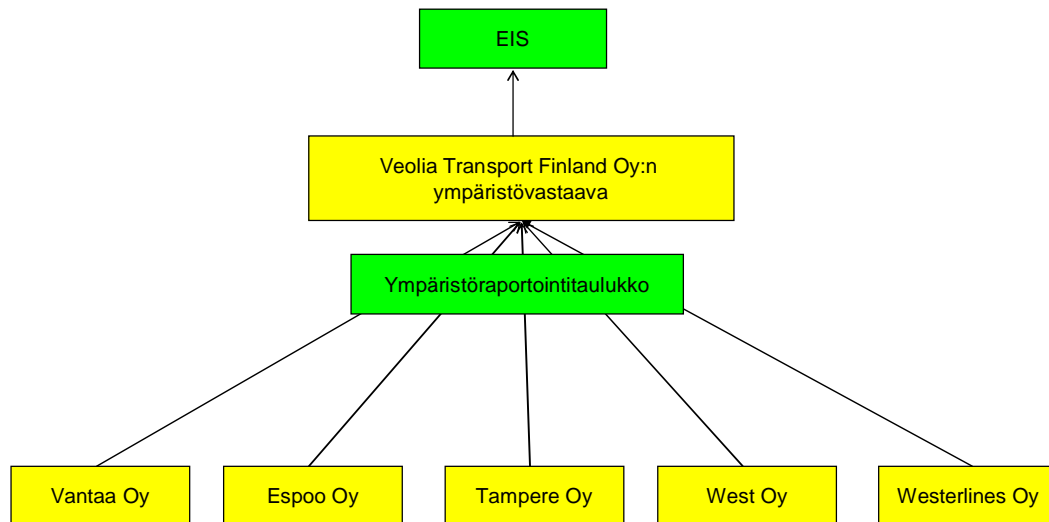 EIS
Veolia Transport Finland Oy:n
ympäristövastaava
Ympäristöraportointitaulukko
Vantaa Oy
Espoo Oy
Tampere Oy
West Oy
Westerlines Oy